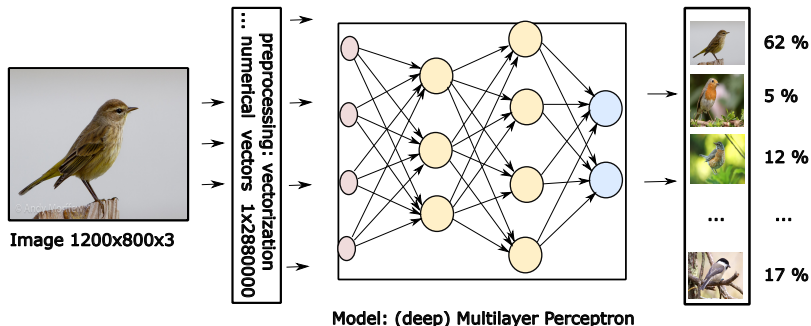 Image 1200x800x3
preprocessing: vectorization
... numerical vectors 1x2880000
Model: (deep) Multilayer Perceptron
62 %
5 %
12 %
... ...
17 %